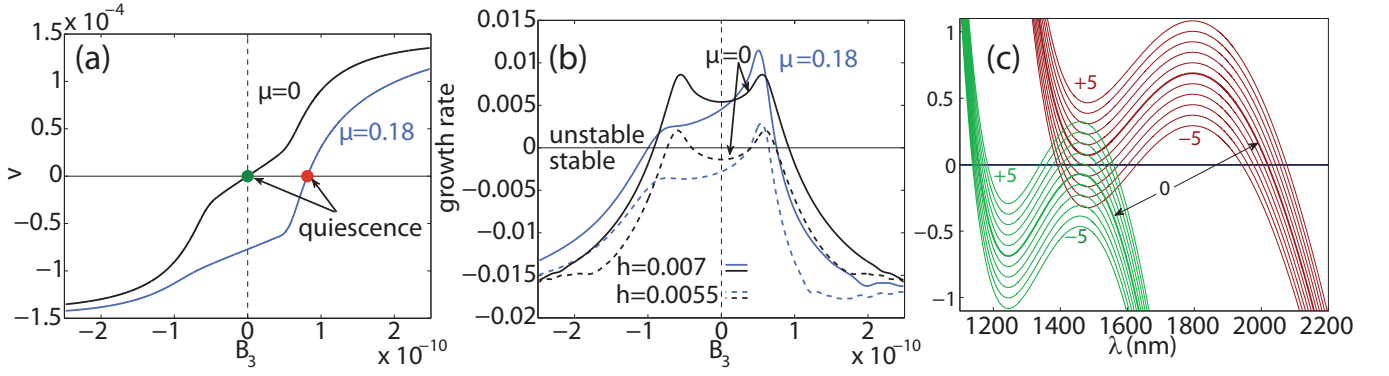 x 10⁻⁴
(a)
1.5
1
0.5
0
−0.5
−1
−1.5
v
μ=0
μ=0.18
quiescence
−2
−1
0
1
2
B₃
x 10⁻¹⁰
(b)
0.015
0.01
0.005
0
−0.005
−0.01
−0.015
−0.02
growth rate
μ=0
μ=0.18
unstable
stable
h=0.007
h=0.0055
−2
−1
0
1
2
B₃
x 10⁻¹⁰
(c)
0.5
0
−0.5
−1
+5
−5
+5
−5
0
1200
1400
1600
1800
2000
2200
λ(nm)